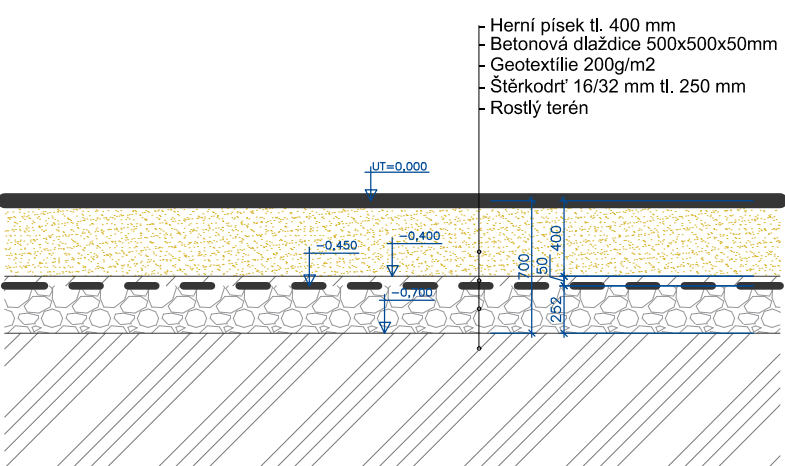 Herní písek tl. 400 mm
Betonová dlaždice 500x500x50mm
Geotextílie 200g/m2
Štěrkodrť 16/32 mm tl. 250 mm
Rostlý terén
UT=0,000
-0,450
-0,400
-0,700
700
50
400
252